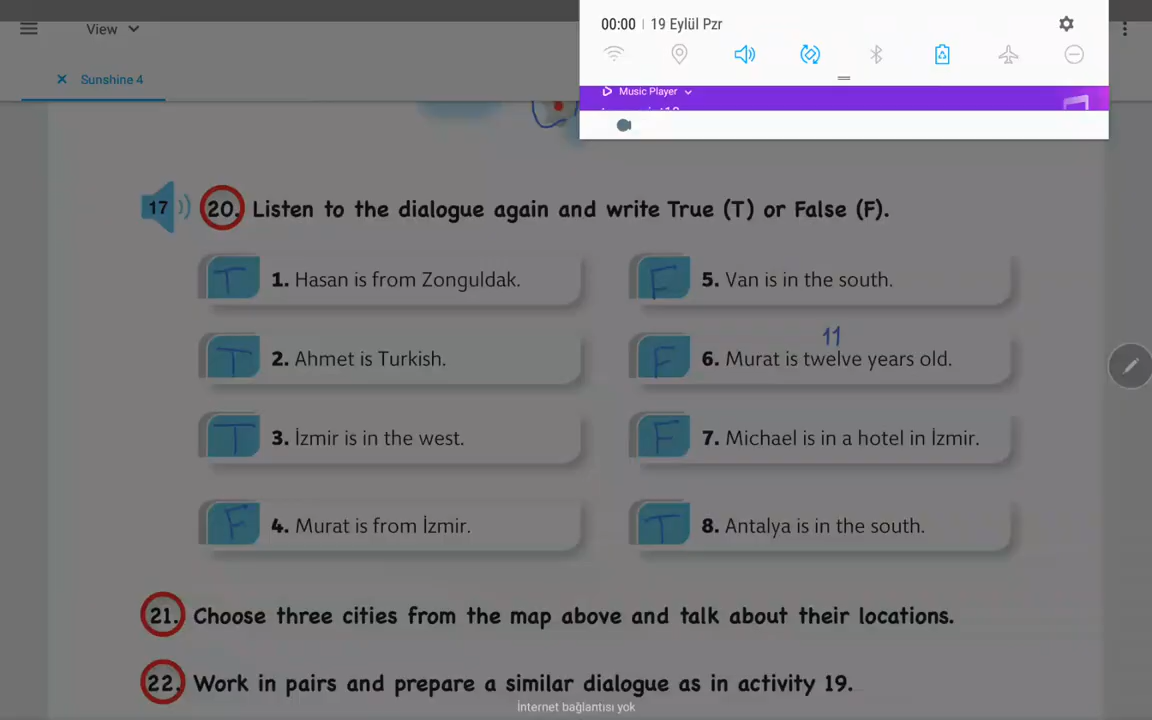 00:00 | 19 Eylül Pzr
View
Sunshine 4
Music Player
17 20. Listen to the dialogue again and write True (T) or False (F).
T 1. Hasan is from Zonguldak.
T 2. Ahmet is Turkish.
T 3. İzmir is in the west.
F 4. Murat is from İzmir.
F 5. Van is in the south.
11
F 6. Murat is twelve years old.
F 7. Michael is in a hotel in İzmir.
T 8. Antalya is in the south.
21. Choose three cities from the map above and talk about their locations.
22. Work in pairs and prepare a similar dialogue as in activity 19.
İnternet bağlantısı yok